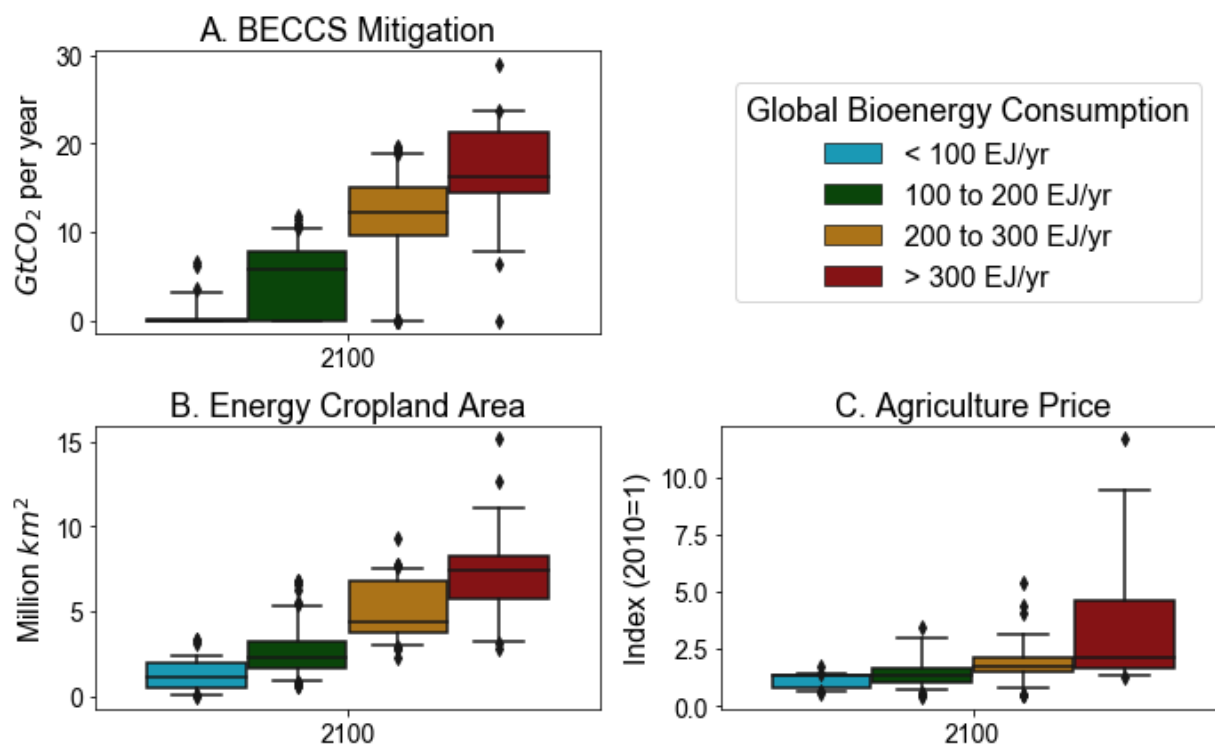 A. BECCS Mitigation
30
20
10
0
GtCO₂ per year
2100
Global Bioenergy Consumption
< 100 EJ/yr
100 to 200 EJ/yr
200 to 300 EJ/yr
> 300 EJ/yr
B. Energy Cropland Area
15
10
5
0
Million km²
2100
C. Agriculture Price
10.0
7.5
5.0
2.5
0.0
Index (2010=1)
2100